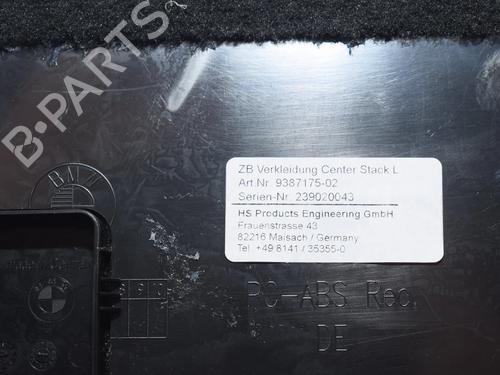 B-PARTS
ZB Verkleidung Center Stack L
Art.Nr. 9387175-02
Serien-Nr. 239020043
HS Products Engineering GmbH
Frauenstrasse 43
82216 Maisach / Germany
Tel. +49 8141 / 35355-0
BMW
PC-ABS Rec.
DE